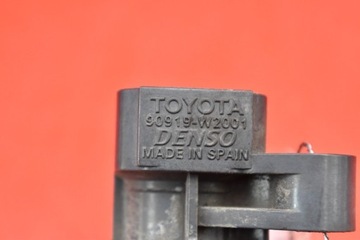 TOYOTA
90919-W2001
DENSO
MADE IN SPAIN